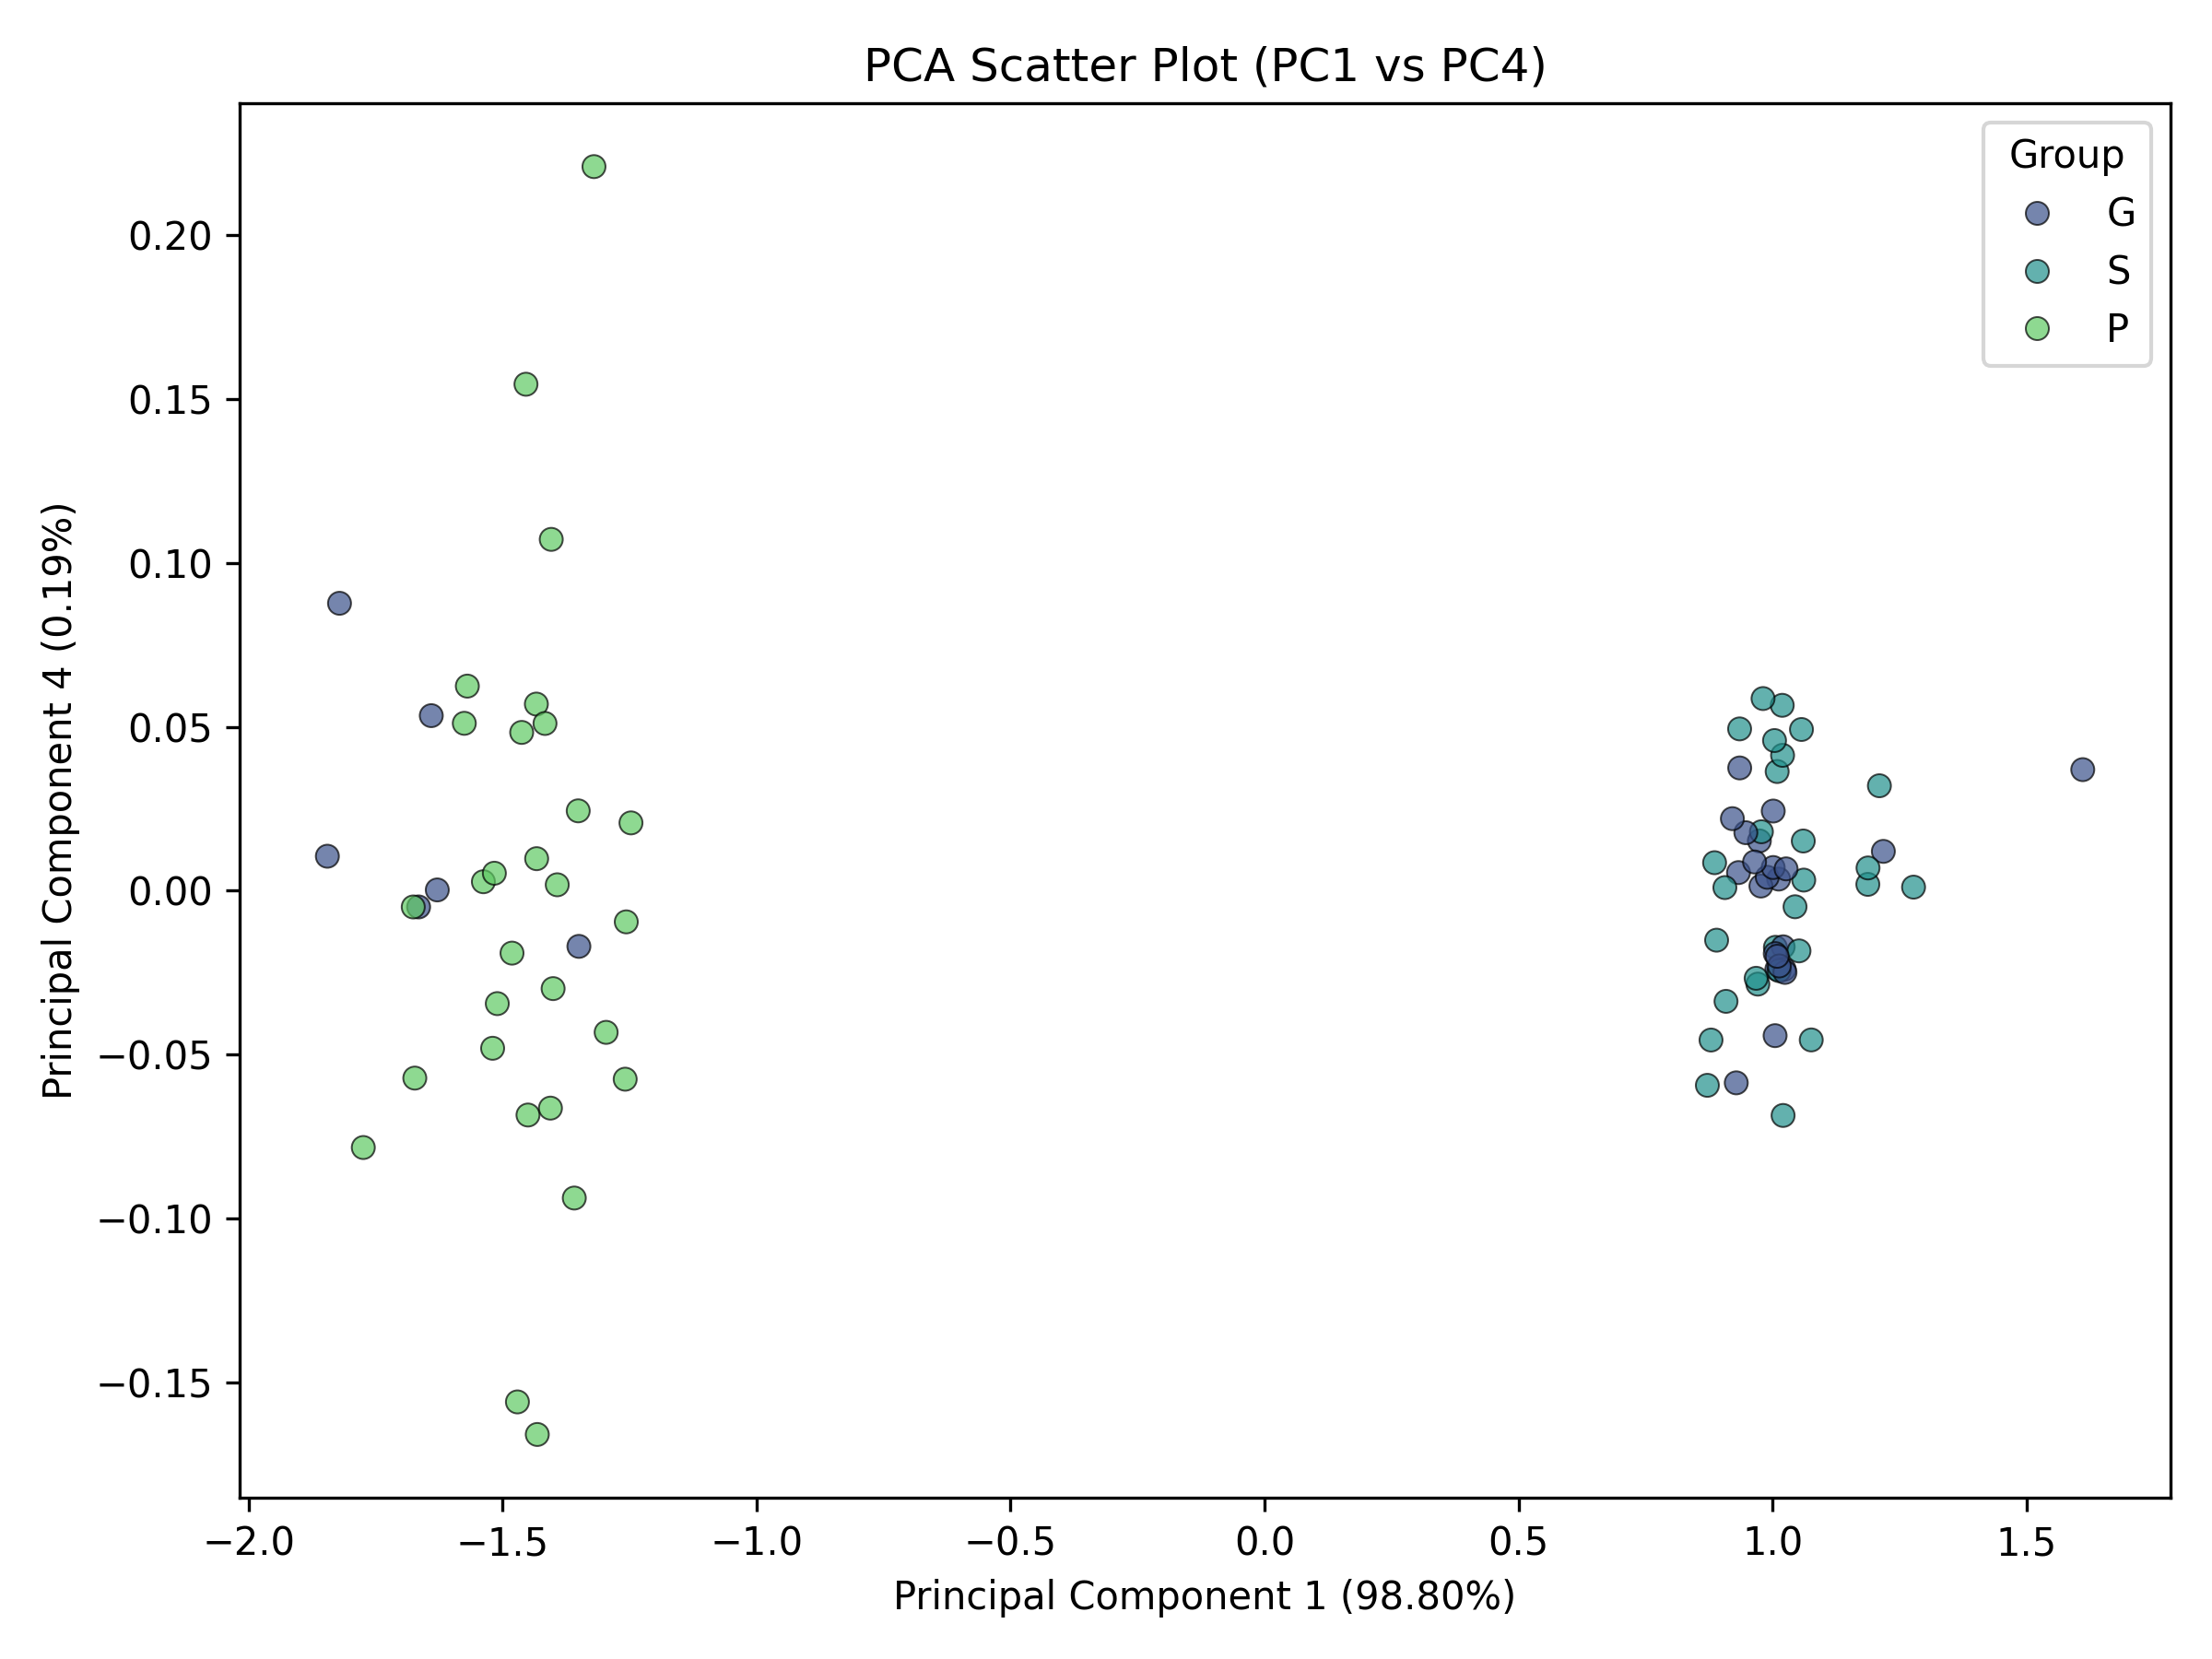 PCA Scatter Plot (PC1 vs PC4)
Group
G
S
P
0.20
0.15
0.10
0.05
0.00
−0.05
−0.10
−0.15
Principal Component 4 (0.19%)
−2.0
−1.5
−1.0
−0.5
0.0
0.5
1.0
1.5
Principal Component 1 (98.80%)